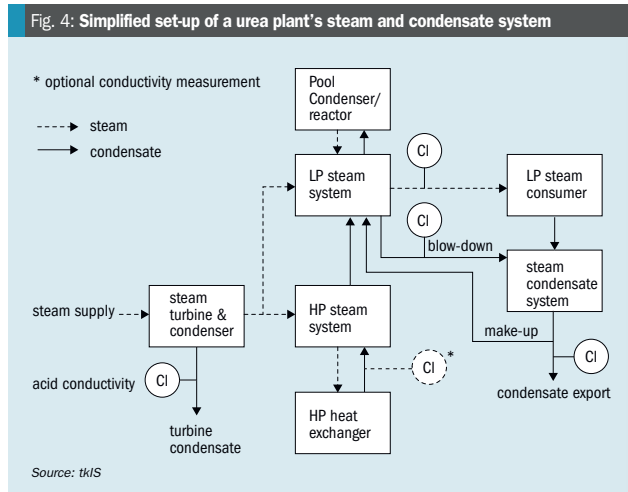 Fig. 4: Simplified set-up of a urea plant's steam and condensate system
* optional conductivity measurement
steam
condensate
Pool
Condenser/
reactor
CI
LP steam
system
LP steam
consumer
CI
blow-down
steam
condensate
system
steam supply
steam
turbine &
condenser
HP steam
system
make-up
CI
*
CI
acid conductivity
CI
condensate export
turbine
condensate
HP heat
exchanger
Source: tkIS